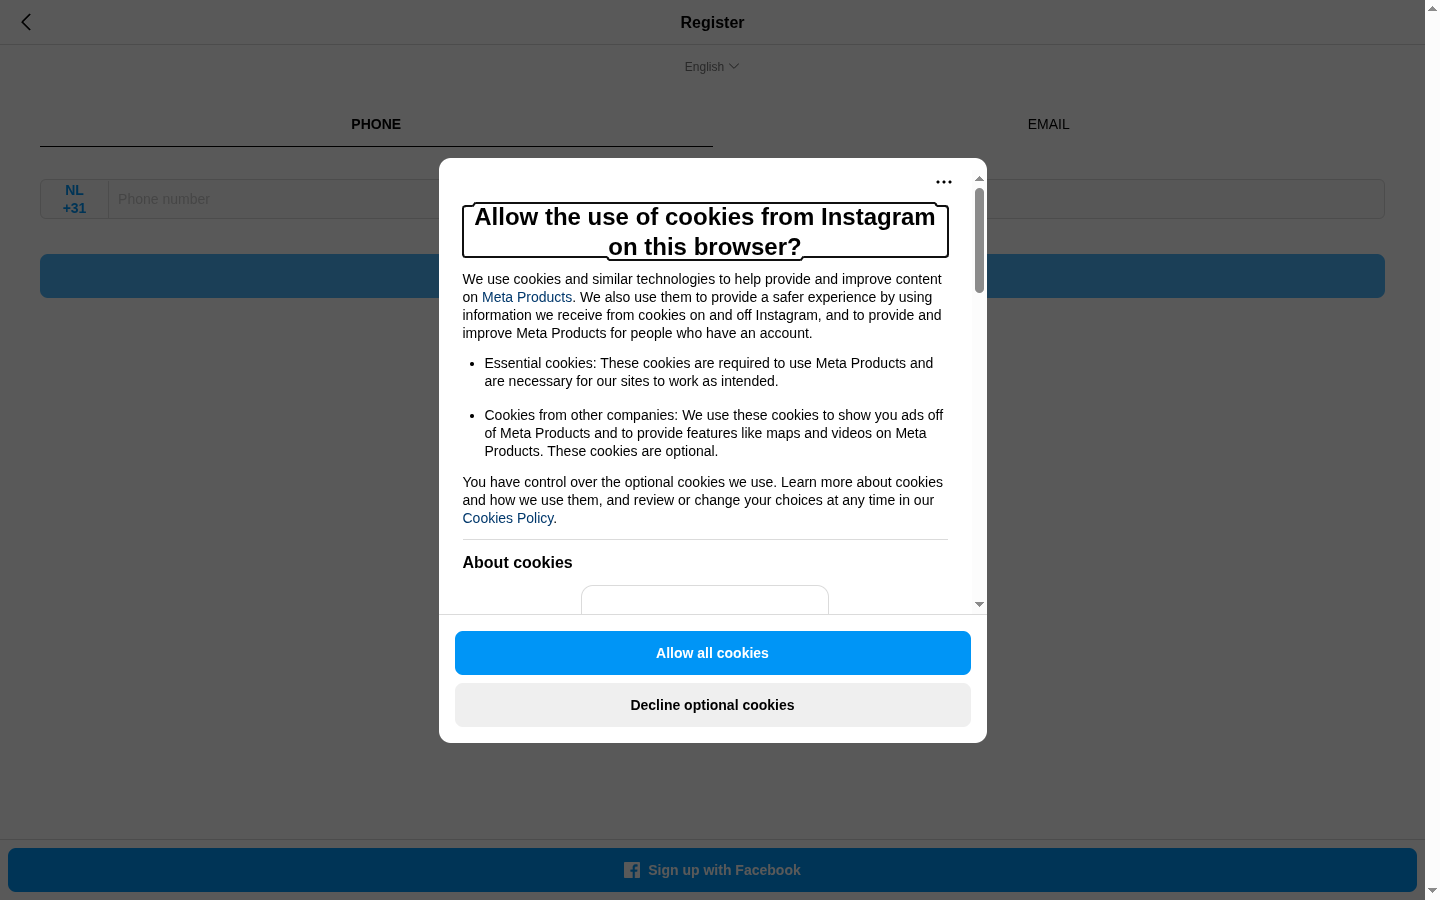 Register
English
PHONE
EMAIL
NL
+31
Phone number
Allow the use of cookies from Instagram
on this browser?
We use cookies and similar technologies to help provide and improve content
on Meta Products. We also use them to provide a safer experience by using
information we receive from cookies on and off Instagram, and to provide and
improve Meta Products for people who have an account.
• Essential cookies: These cookies are required to use Meta Products and
are necessary for our sites to work as intended.
• Cookies from other companies: We use these cookies to show you ads off
of Meta Products and to provide features like maps and videos on Meta
Products. These cookies are optional.
You have control over the optional cookies we use. Learn more about cookies
and how we use them, and review or change your choices at any time in our
Cookies Policy.
About cookies
Allow all cookies
Decline optional cookies
Sign up with Facebook